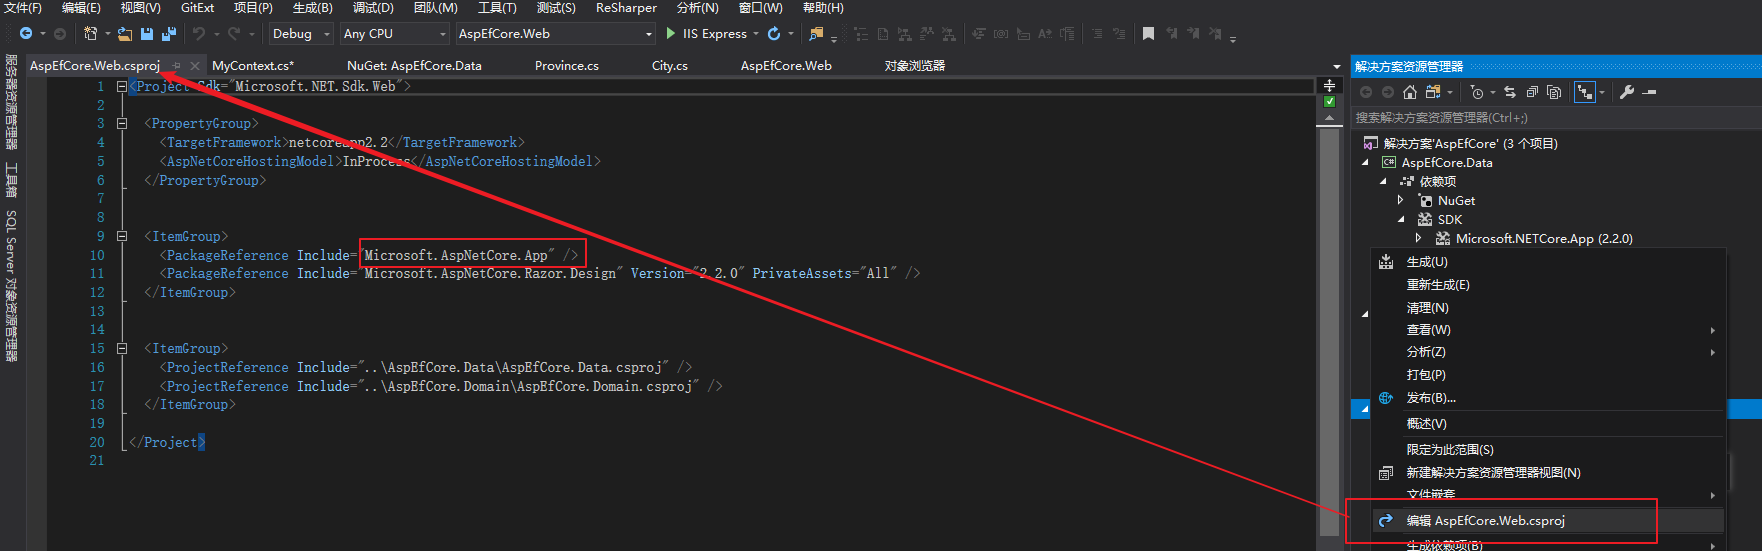 文件(F) 编辑(E) 视图(V) GitExt 项目(P) 生成(B) 调试(D) 团队(M) 工具(T) 测试(S) ReSharper 分析(N) 窗口(W) 帮助(H)
Debug Any CPU AspEfCore.Web IIS Express
服务器资源管理器
工具箱
SQL Server 对象资源管理器
AspEfCore.Web.csproj MyContext.cs* NuGet: AspEfCore.Data Province.cs City.cs AspEfCore.Web 对象浏览器
1 <Project Sdk="Microsoft.NET.Sdk.Web">
2
3 <PropertyGroup>
4 <TargetFramework>netcoreapp2.2</TargetFramework>
5 <AspNetCoreHostingModel>InProcess</AspNetCoreHostingModel>
6 </PropertyGroup>
7
8
9 <ItemGroup>
10 <PackageReference Include="Microsoft.AspNetCore.App" />
11 <PackageReference Include="Microsoft.AspNetCore.Razor.Design" Version="2.2.0" PrivateAssets="All" />
12 </ItemGroup>
13
14
15 <ItemGroup>
16 <ProjectReference Include="..\AspEfCore.Data\AspEfCore.Data.csproj" />
17 <ProjectReference Include="..\AspEfCore.Domain\AspEfCore.Domain.csproj" />
18 </ItemGroup>
19
20 </Project>
21
解决方案资源管理器
搜索解决方案资源管理器(Ctrl+;)
解决方案'AspEfCore' (3 个项目)
C# AspEfCore.Data
依赖项
NuGet
SDK
Microsoft.NETCore.App (2.2.0)
生成(U)
重新生成(E)
清理(N)
查看(W)
分析(Z)
打包(P)
发布(B)...
概述(V)
限定为此范围(S)
新建解决方案资源管理器视图(N)
文件嵌套
编辑 AspEfCore.Web.csproj
生成依赖项(B)